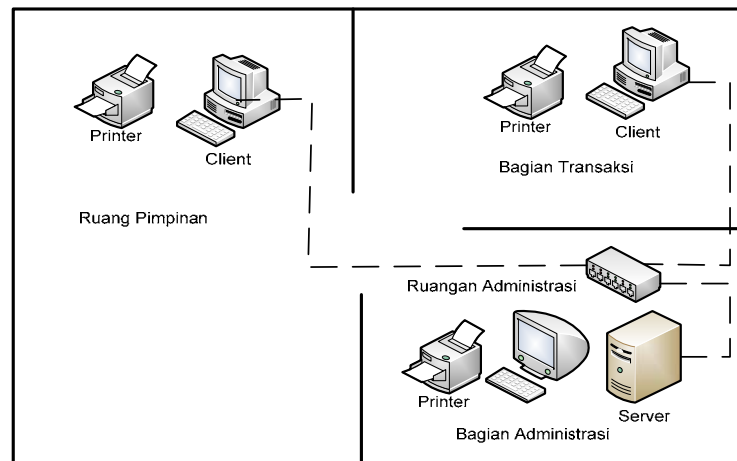 Printer
Client
Ruang Pimpinan
Printer
Client
Bagian Transaksi
Ruangan Administrasi
Printer
Server
Bagian Administrasi